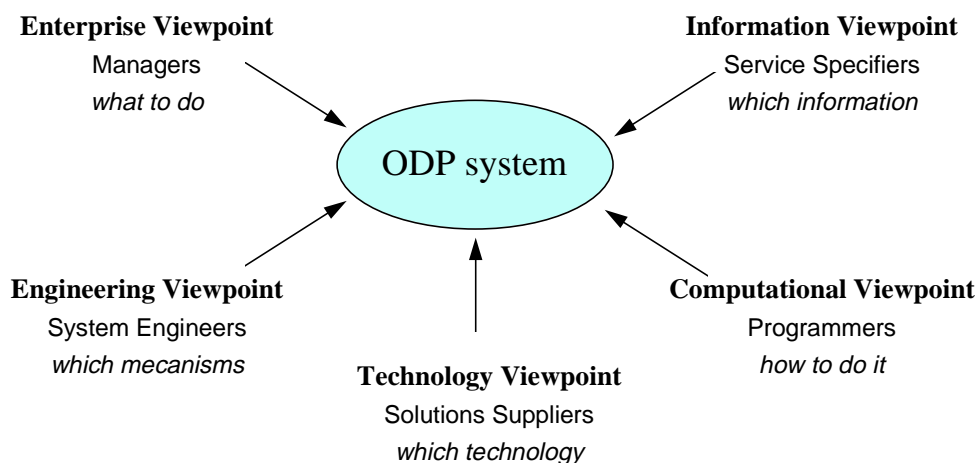 Enterprise Viewpoint
Managers
what to do
Information Viewpoint
Service Specifiers
which information
ODP system
Engineering Viewpoint
System Engineers
which mecanisms
Computational Viewpoint
Programmers
how to do it
Technology Viewpoint
Solutions Suppliers
which technology